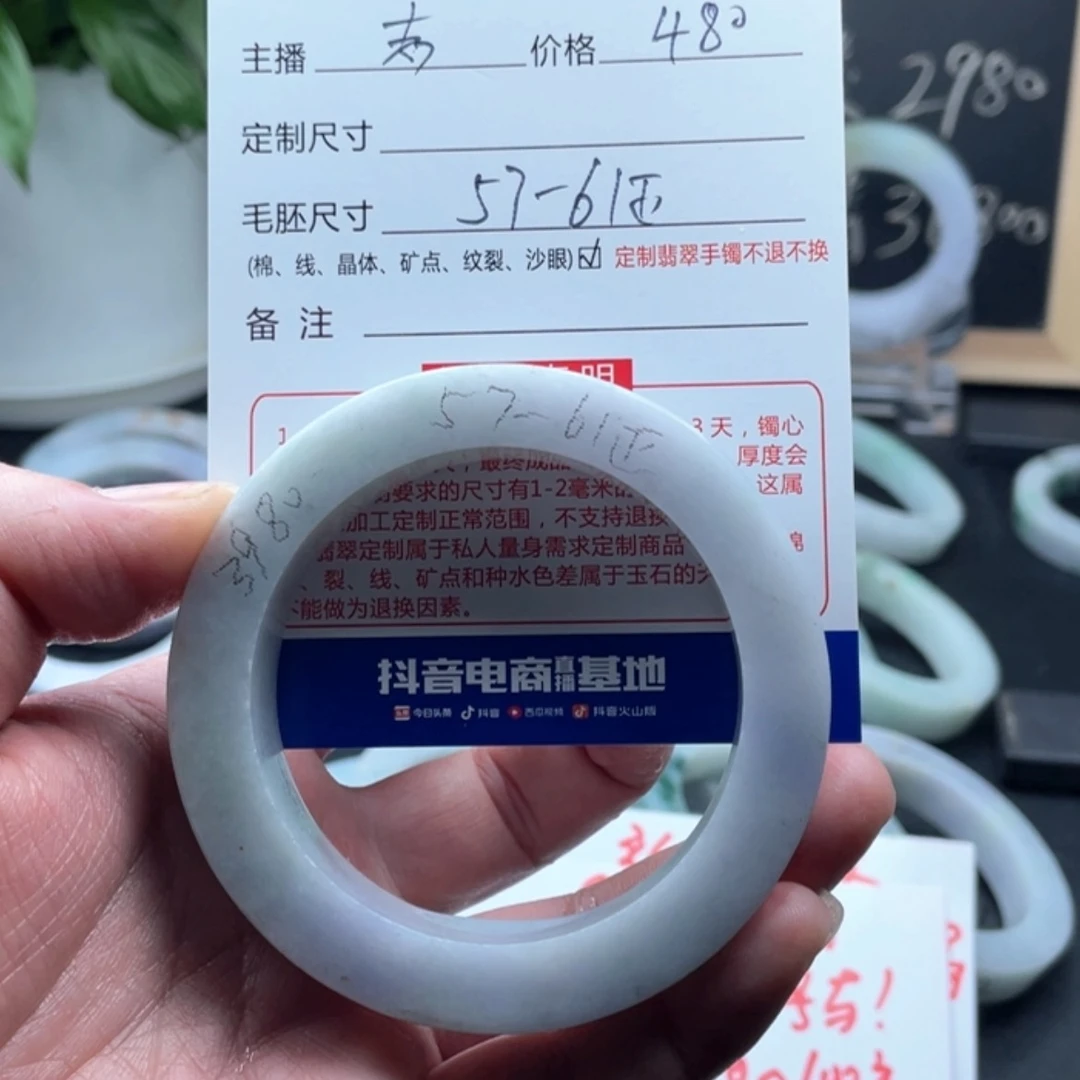 主播 价格 480
定制尺寸
毛胚尺寸 57-61正
(棉、线、晶体、矿点、纹裂、沙眼)☑ 定制翡翠手镯不退不换
备 注
57-61正
3天，镯心
，最终成品
厚度会
要求的尺寸有1-2毫米的
这属
加工定制正常范围，不支持退换
翡翠定制属于私人量身需求定制商品
棉
、裂、线、矿点和种水色差属于玉石的天
不能做为退换因素。
抖音电商直播基地
今日头条 抖音 西瓜视频 抖音火山版
2980